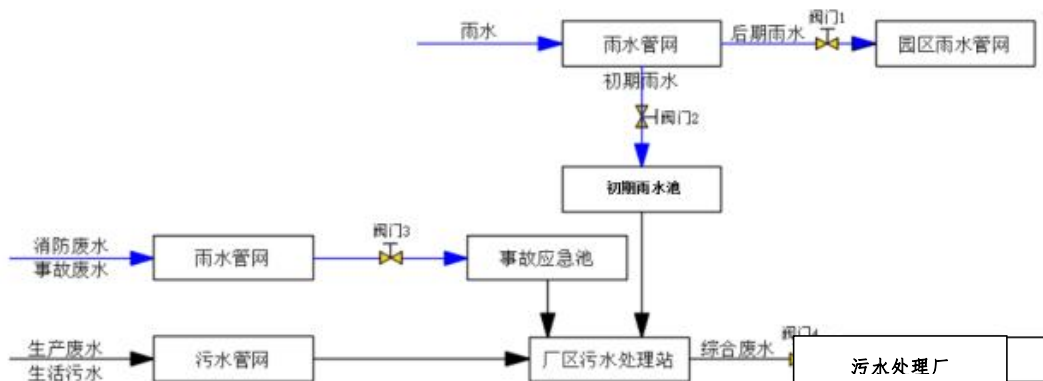 雨水
雨水管网
后期雨水
阀门1
园区雨水管网
初期雨水
阀门2
初期雨水池
消防废水
事故废水
雨水管网
阀门3
事故应急池
生产废水
生活污水
污水管网
厂区污水处理站
综合废水
阀门4
污水处理厂